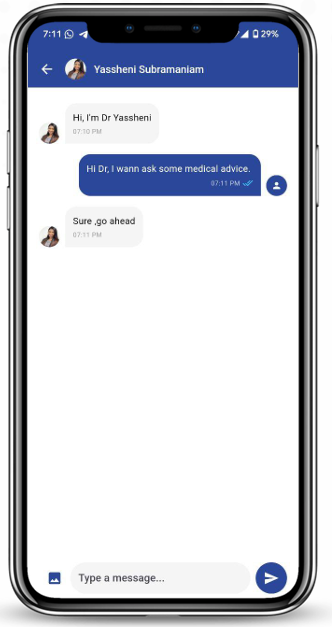 7:11 29%
Yassheni Subramaniam
Hi, I'm Dr Yassheni
07:10 PM
Hi Dr, I wann ask some medical advice.
07:11 PM
Sure ,go ahead
07:11 PM
Type a message...